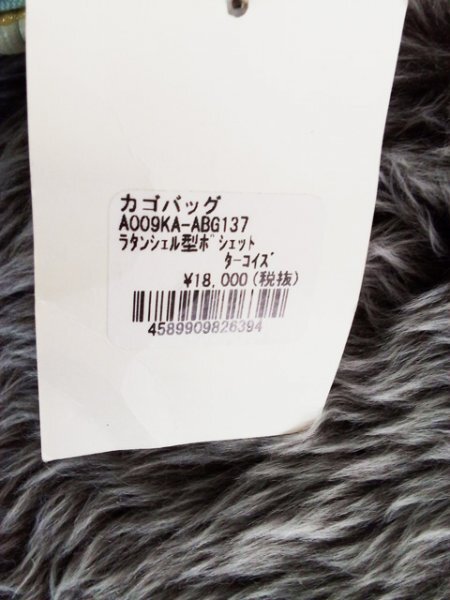 カゴバッグ
A009KA-ABG137
ﾗﾀﾝｼｪﾙ型ﾎﾟｼｪｯﾄ
ﾀｰｺｲｽﾞ
¥18,000(税抜)
4589909826394